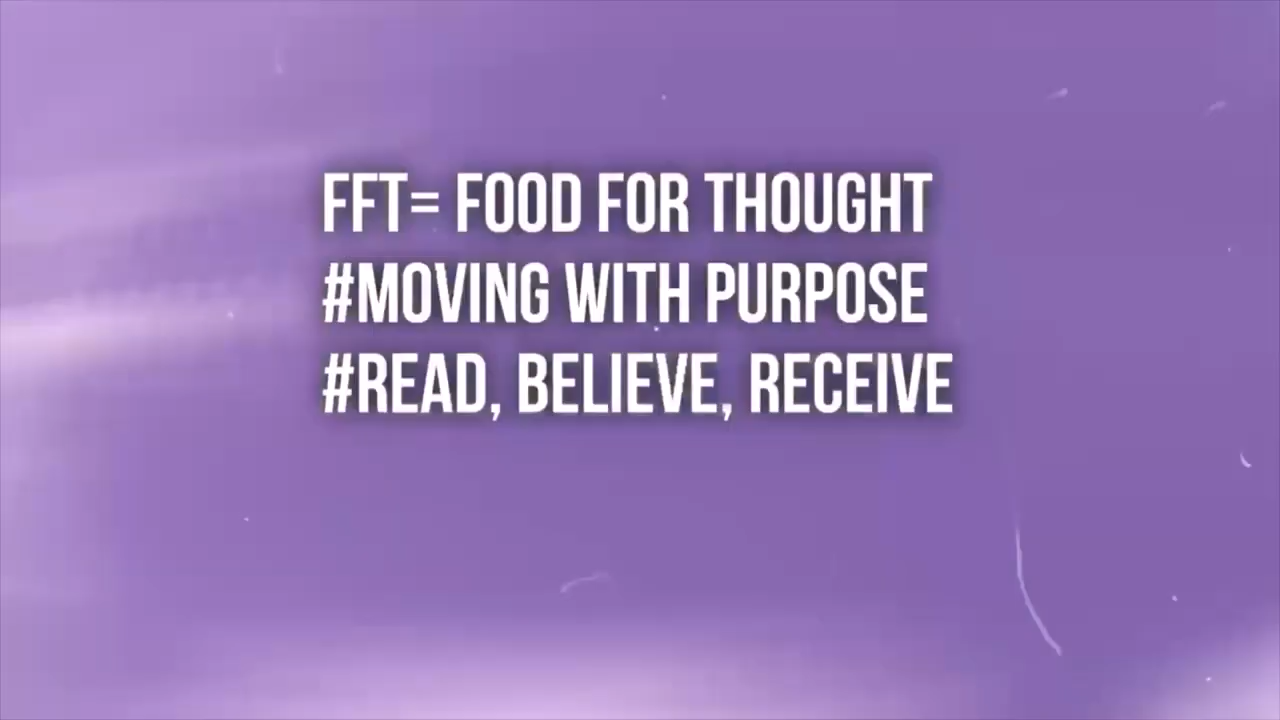 FFT= FOOD FOR THOUGHT
#MOVING WITH PURPOSE
#READ, BELIEVE, RECEIVE